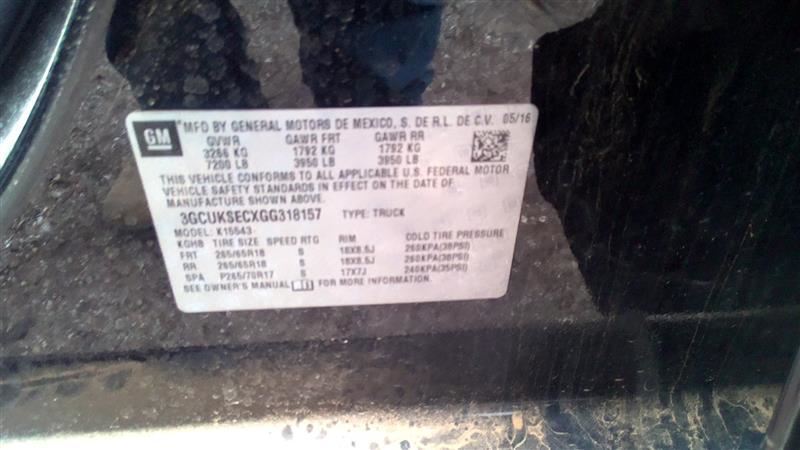 GM
MFD BY GENERAL MOTORS DE MEXICO, S. DE R.L. DE C.V. 05/16
GVWR GAWR FRT GAWR RR
3266 KG 1792 KG 1792 KG
7200 LB 3950 LB 3950 LB
THIS VEHICLE CONFORMS TO ALL APPLICABLE U.S. FEDERAL MOTOR
VEHICLE SAFETY STANDARDS IN EFFECT ON THE DATE OF
MANUFACTURE SHOWN ABOVE.
3GCUKSECXGG318157 TYPE: TRUCK
MODEL: K15543
TIRE SIZE SPEED RTG RIM COLD TIRE PRESSURE
FRT 265/65R18 S 18X8.5J 260KPA(38PSI)
RR 265/65R18 S 18X8.5J 260KPA(38PSI)
SPA P265/70R17 S 17X7J 240KPA(35PSI)
SEE OWNER'S MANUAL FOR MORE INFORMATION.